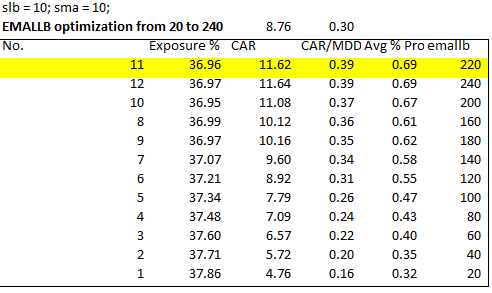 slb = 10; sma = 10;
EMALLB optimization from 20 to 240 8.76 0.30
No. Exposure % CAR CAR/MDD Avg % Pro emallb
11 36.96 11.62 0.39 0.69 220
12 36.97 11.64 0.39 0.69 240
10 36.95 11.08 0.37 0.67 200
8 36.99 10.12 0.36 0.61 160
9 36.97 10.16 0.35 0.62 180
7 37.07 9.60 0.34 0.58 140
6 37.21 8.92 0.31 0.55 120
5 37.34 7.79 0.26 0.47 100
4 37.48 7.09 0.24 0.43 80
3 37.60 6.57 0.22 0.40 60
2 37.71 5.72 0.20 0.35 40
1 37.86 4.76 0.16 0.32 20